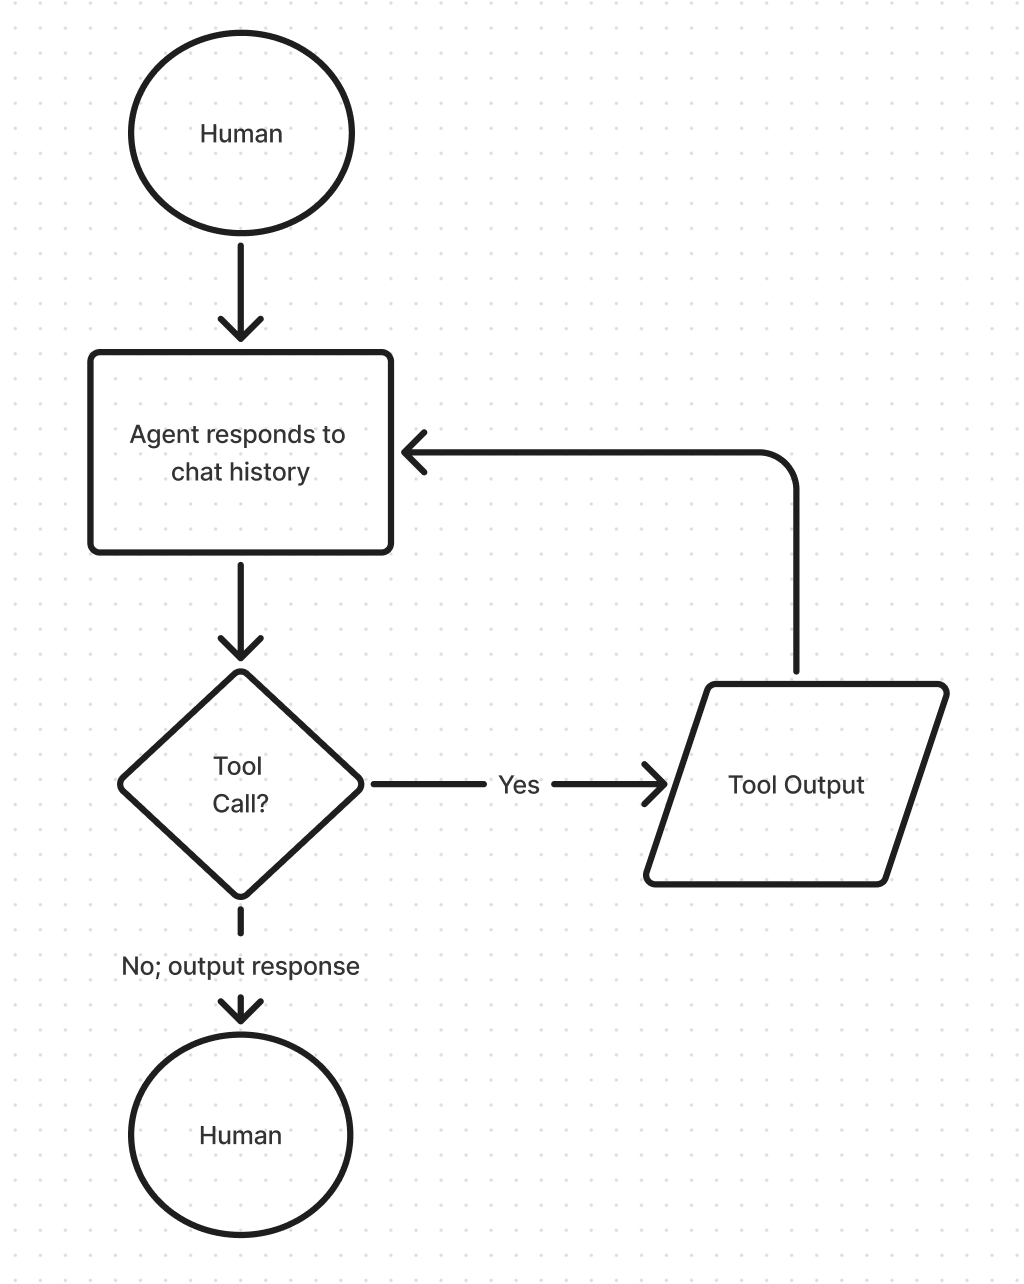 Human
Agent responds to
chat history
Tool
Call?
Yes
Tool Output
No; output response
Human